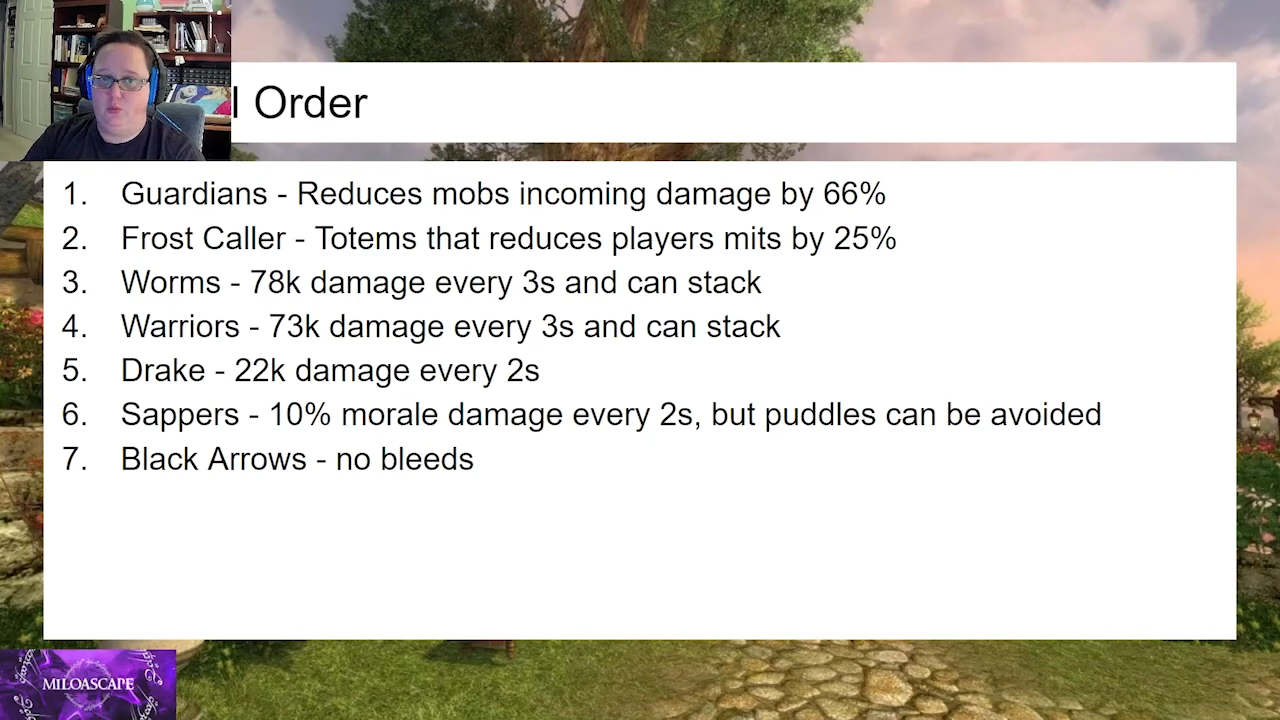 l Order
1. Guardians - Reduces mobs incoming damage by 66%
2. Frost Caller - Totems that reduces players mits by 25%
3. Worms - 78k damage every 3s and can stack
4. Warriors - 73k damage every 3s and can stack
5. Drake - 22k damage every 2s
6. Sappers - 10% morale damage every 2s, but puddles can be avoided
7. Black Arrows - no bleeds
MILOASCAPE